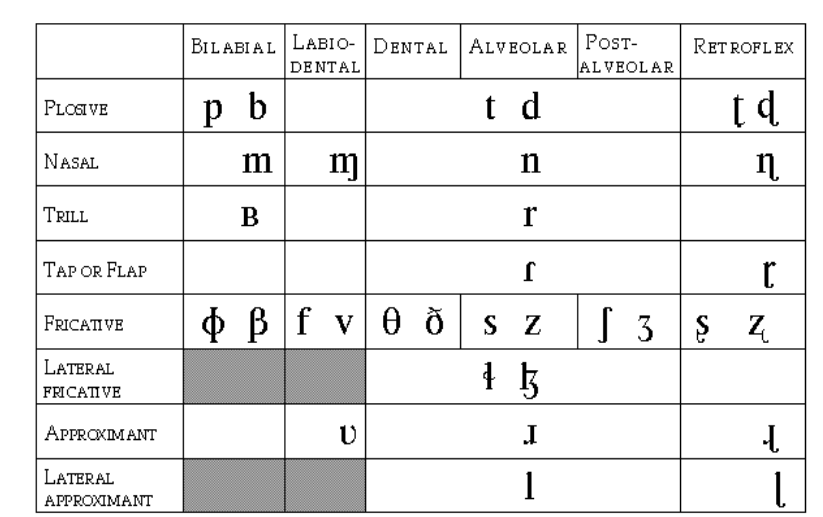 BILABIAL LABIO- DENTAL ALVEOLAR POST- RETROFLEX
DENTAL ALVEOLAR
PLOSIVE p b t d ʈ ɖ
NASAL m ɱ n ɳ
TRILL ʙ r
TAP OR FLAP ɾ ɽ
FRICATIVE ɸ β f v θ ð s z ʃ ʒ ʂ ʐ
LATERAL
FRICATIVE ɬ ɮ
APPROXIMANT ʋ ɹ ɻ
LATERAL
APPROXIMANT l ɭ